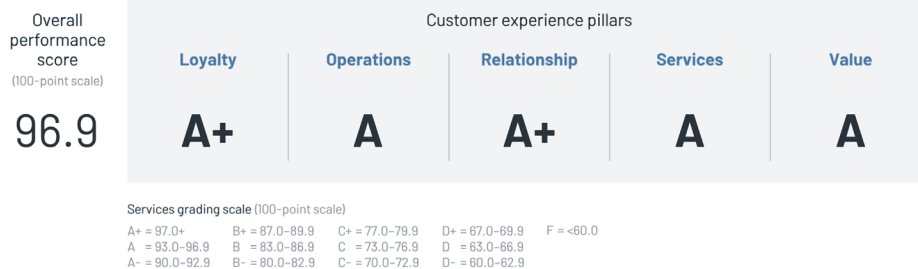 Overall
performance
score
(100-point scale)
96.9
Customer experience pillars
Loyalty Operations Relationship Services Value
A+ A A+ A A
Services grading scale (100-point scale)
A+ = 97.0+ B+ = 87.0-89.9 C+ = 77.0-79.9 D+ = 67.0-69.9 F = <60.0
A = 93.0-96.9 B = 83.0-86.9 C = 73.0-76.9 D = 63.0-66.9
A- = 90.0-92.9 B- = 80.0-82.9 C- = 70.0-72.9 D- = 60.0-62.9